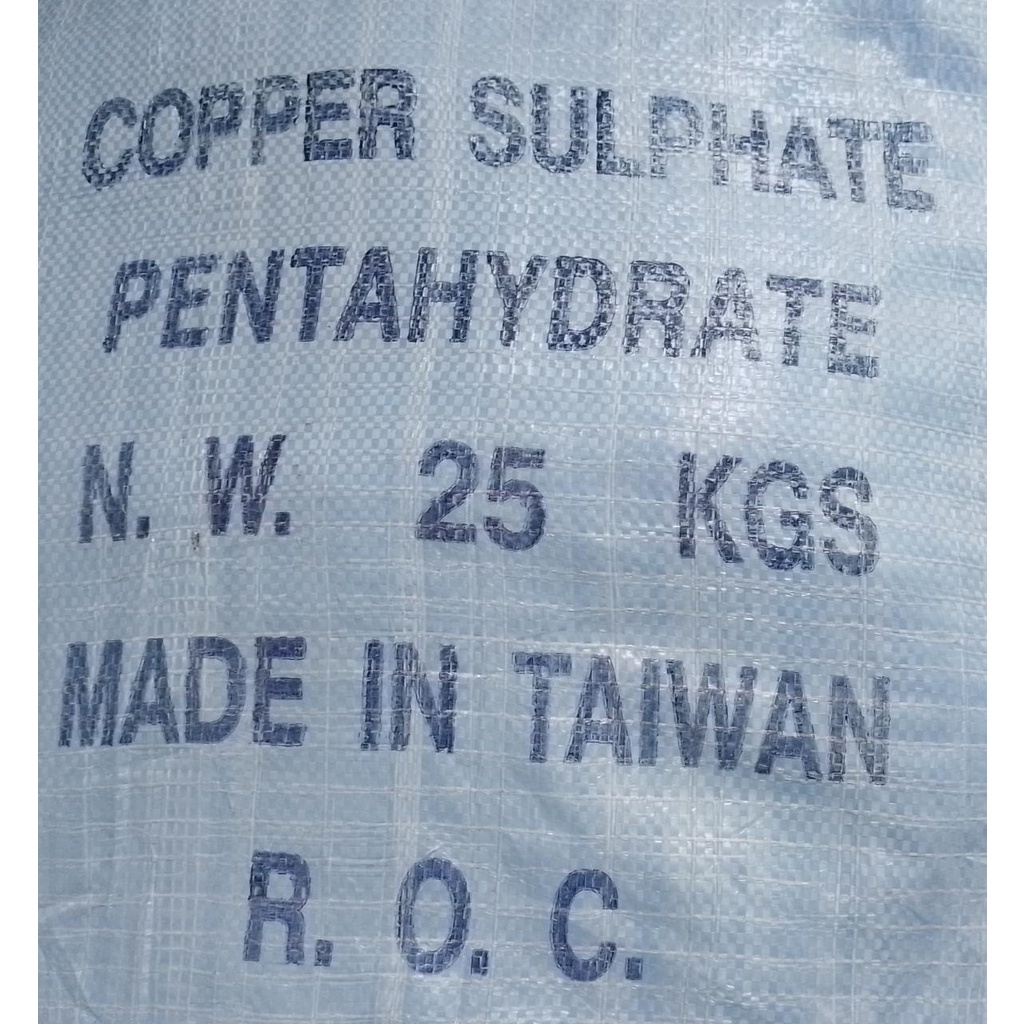 COPPER SULPHATE
PENTAHYDRATE
N. W. 25 KGS
MADE IN TAIWAN
R. O. C.